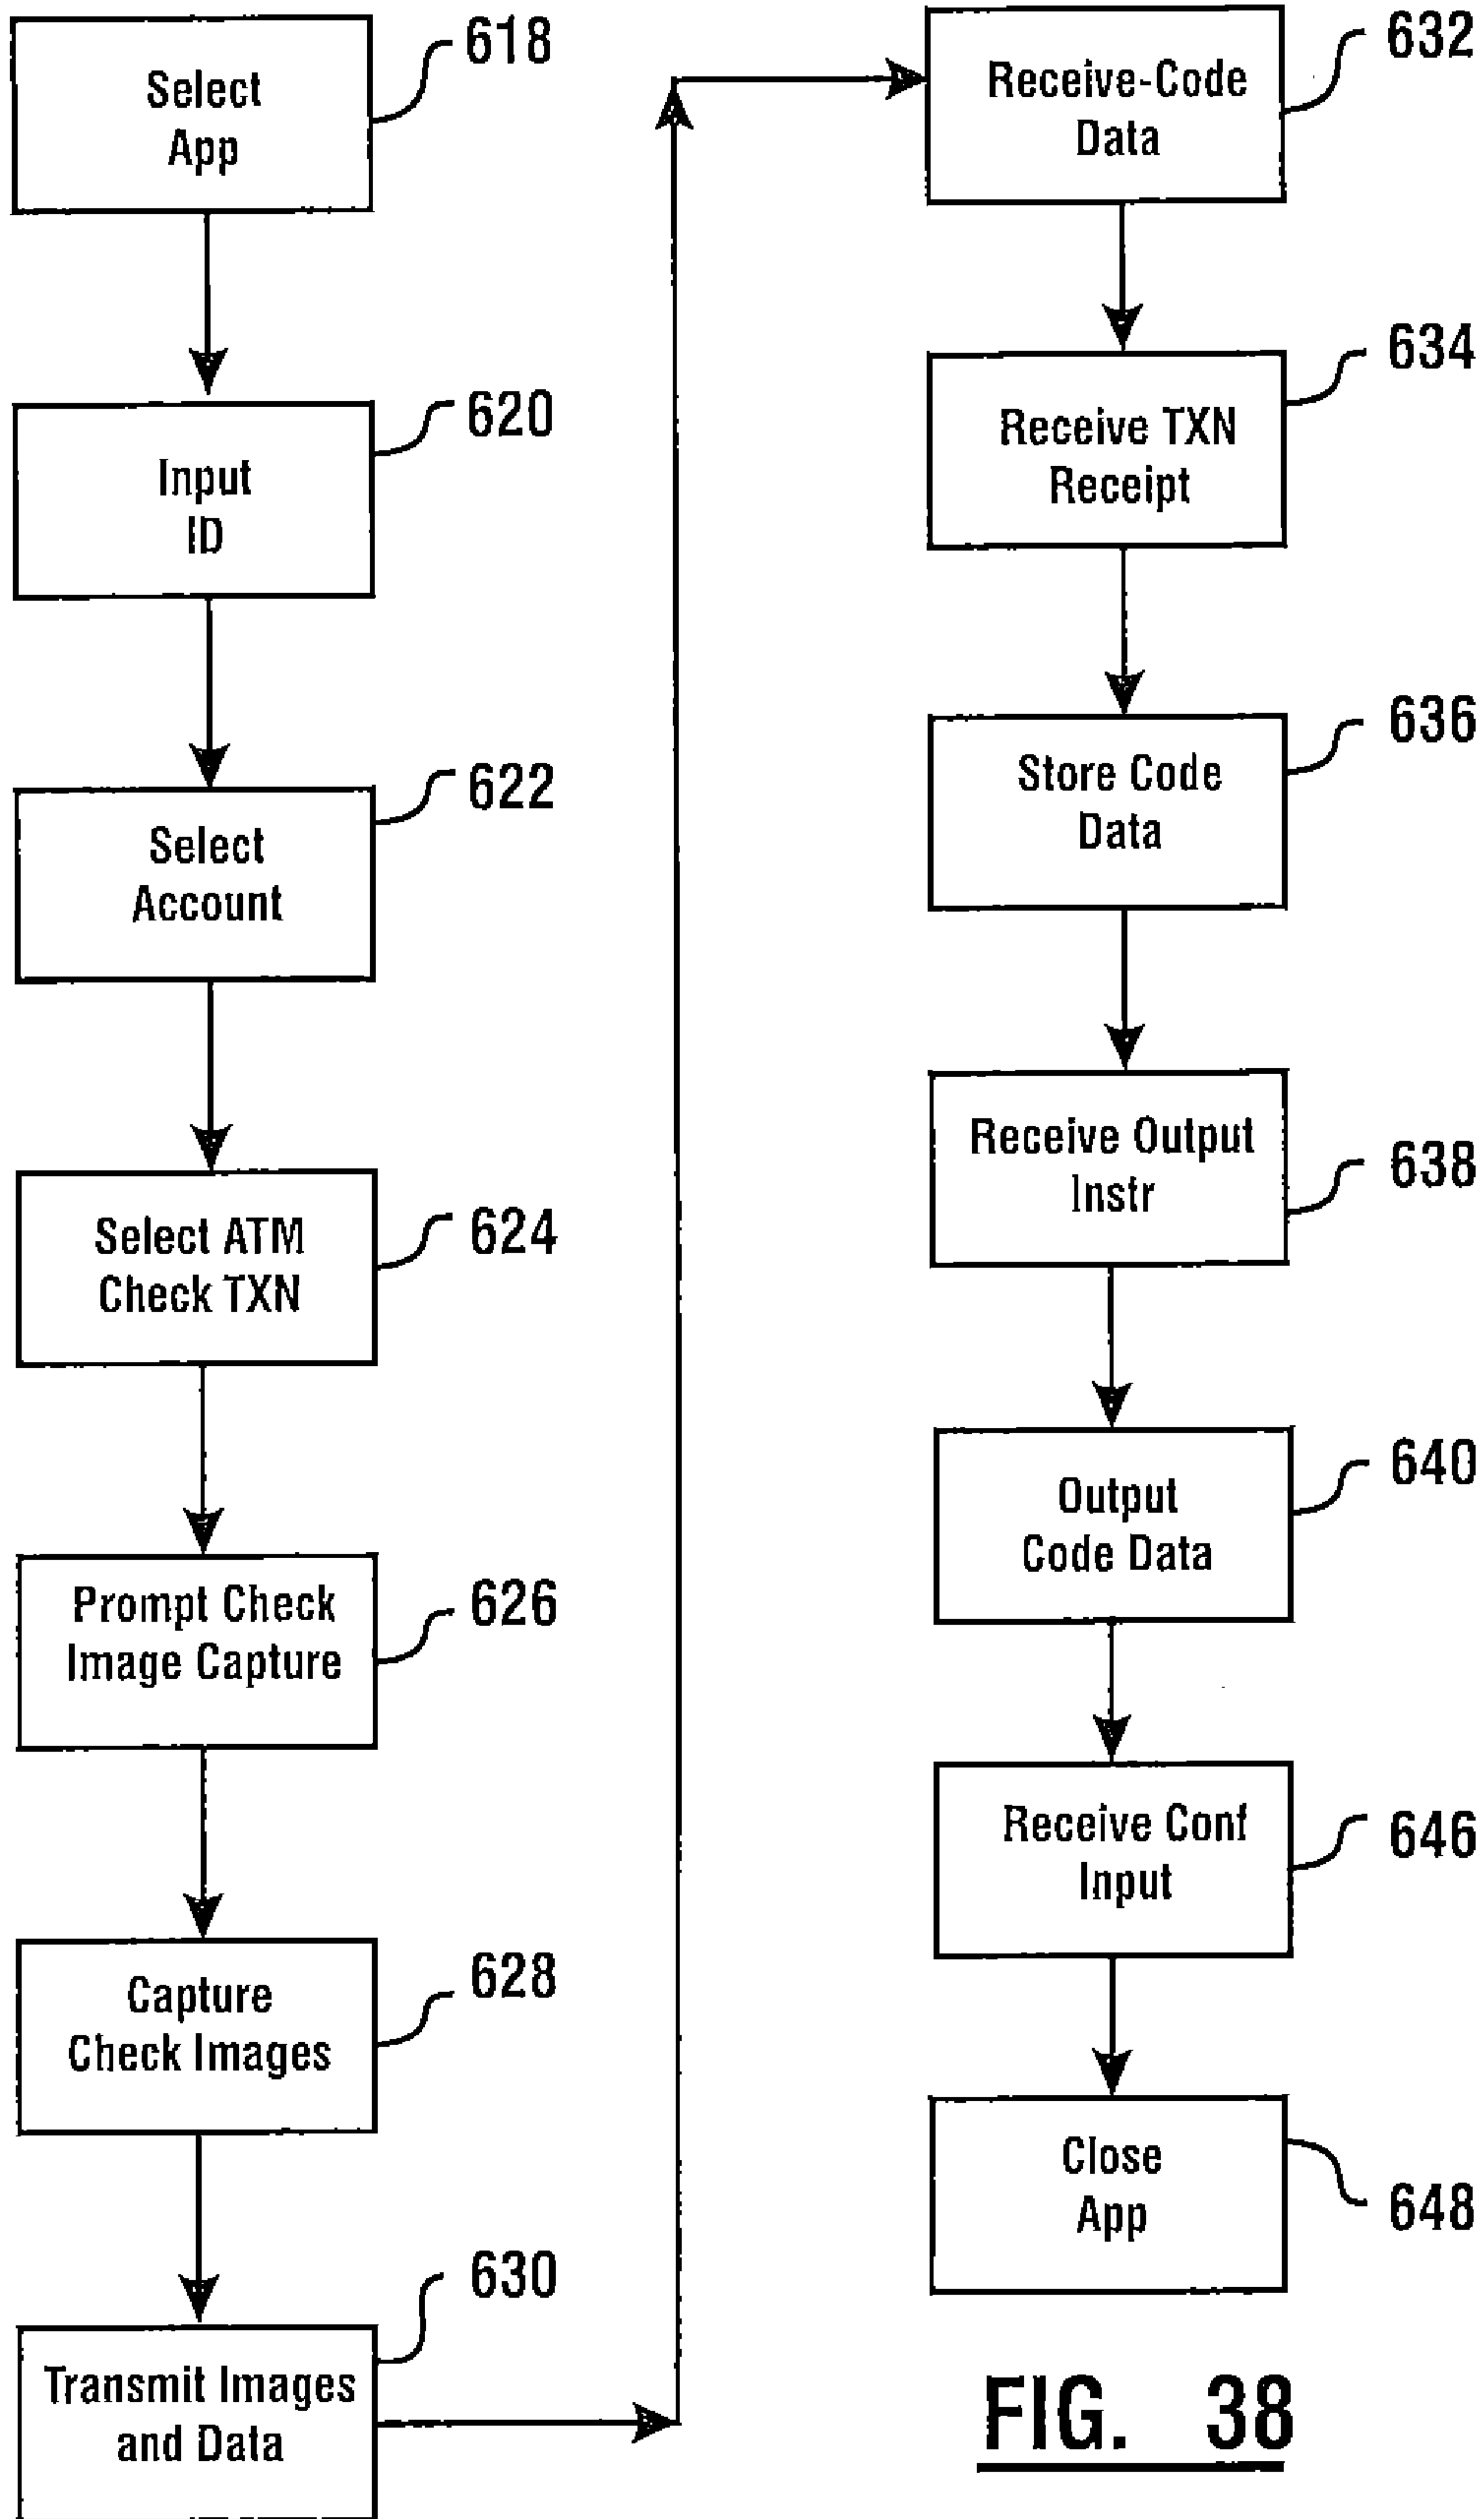 Select
App
618
Input
ID
620
Select
Account
622
Select ATM
Check TXN
624
Prompt Check
Image Capture
626
Capture
Check Images
628
Transmit Images
and Data
630
Receive-Code
Data
632
Receive TXN
Receipt
634
Store Code
Data
636
Receive Output
Instr
638
Output
Code Data
640
Receive Conf
Input
646
Close
App
648
FIG. 38